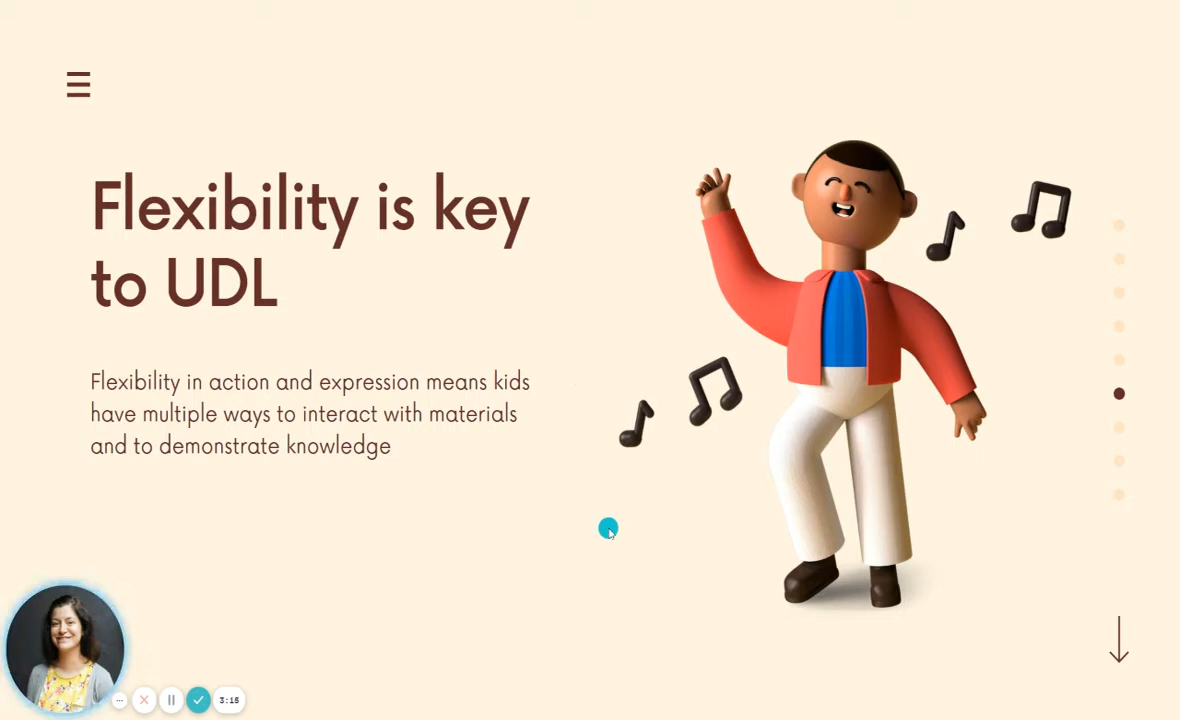 Flexibility is key
to UDL
Flexibility in action and expression means kids
have multiple ways to interact with materials
and to demonstrate knowledge
3:15